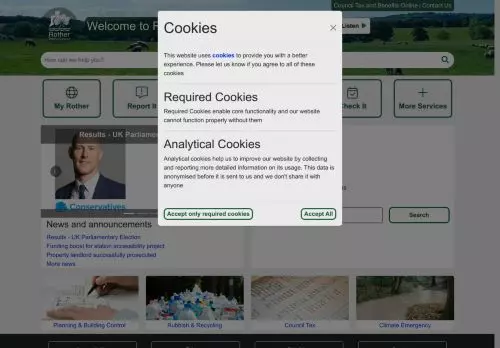 Council Tax and Benefits Online | Contact Us
Rother
Welcome to R
Listen
How can we help you?
My Rother
Report It
Check It
More Services
Cookies
×
This website uses cookies to provide you with a better
experience. Please let us know if you agree to all of these
cookies
Required Cookies
Required Cookies enable core functionality and our website
cannot function properly without them
Analytical Cookies
Analytical cookies help us to improve our website by collecting
and reporting more detailed information on its usage. This data is
anonymised before it is sent to us and we don't share it with
anyone
Accept only required cookies
Accept All
Results - UK Parliamen
Conservatives
Search
News and announcements
Results - UK Parliamentary Election
Funding boost for station accessibility project
Property landlord successfully prosecuted
More news
Planning & Building Control
Rubbish & Recycling
Council Tax
Climate Emergency